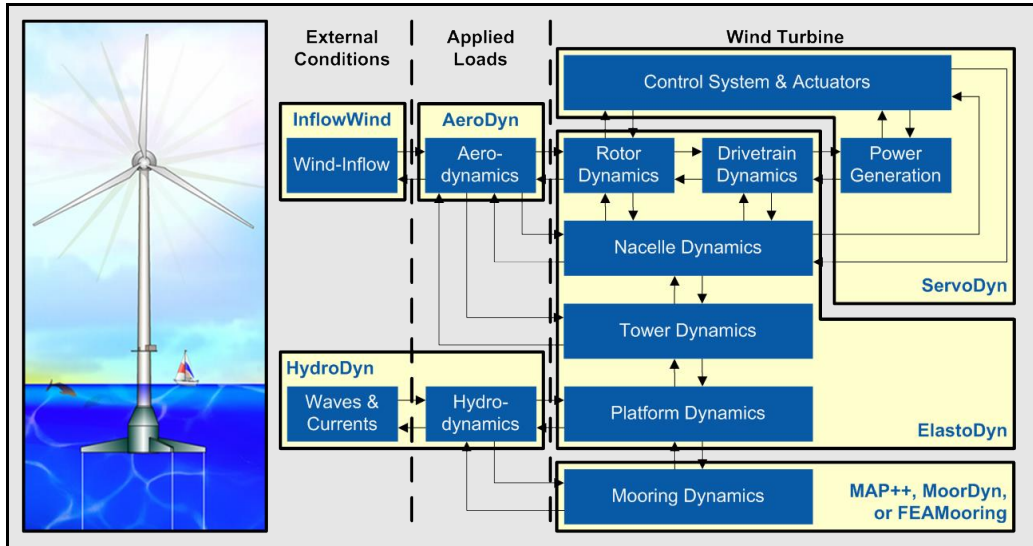 External
Conditions
Applied
Loads
Wind Turbine
Control System & Actuators
InflowWind
AeroDyn
Wind-Inflow
Aero-
dynamics
Rotor
Dynamics
Drivetrain
Dynamics
Power
Generation
Nacelle Dynamics
ServoDyn
Tower Dynamics
HydroDyn
Waves &
Currents
Hydro-
dynamics
Platform Dynamics
ElastoDyn
Mooring Dynamics
MAP++, MoorDyn,
or FEAMooring